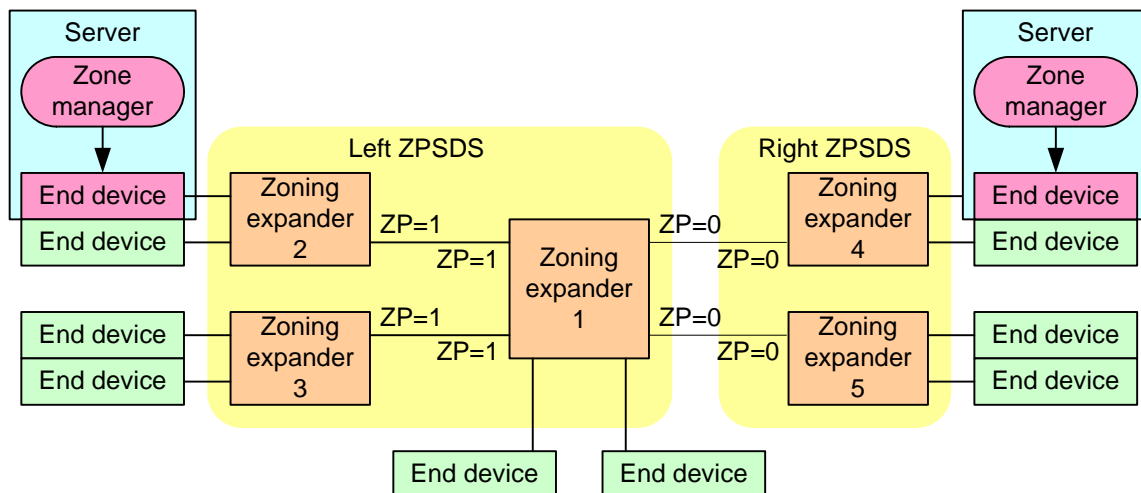 Server
Zone
manager
End device
End device
End device
End device
Left ZPSDS
Zoning
expander
2
Zoning
expander
3
ZP=1
ZP=1
ZP=1
ZP=1
Zoning
expander
1
End device
End device
ZP=0
ZP=0
ZP=0
ZP=0
Right ZPSDS
Zoning
expander
4
Zoning
expander
5
Server
Zone
manager
End device
End device
End device
End device